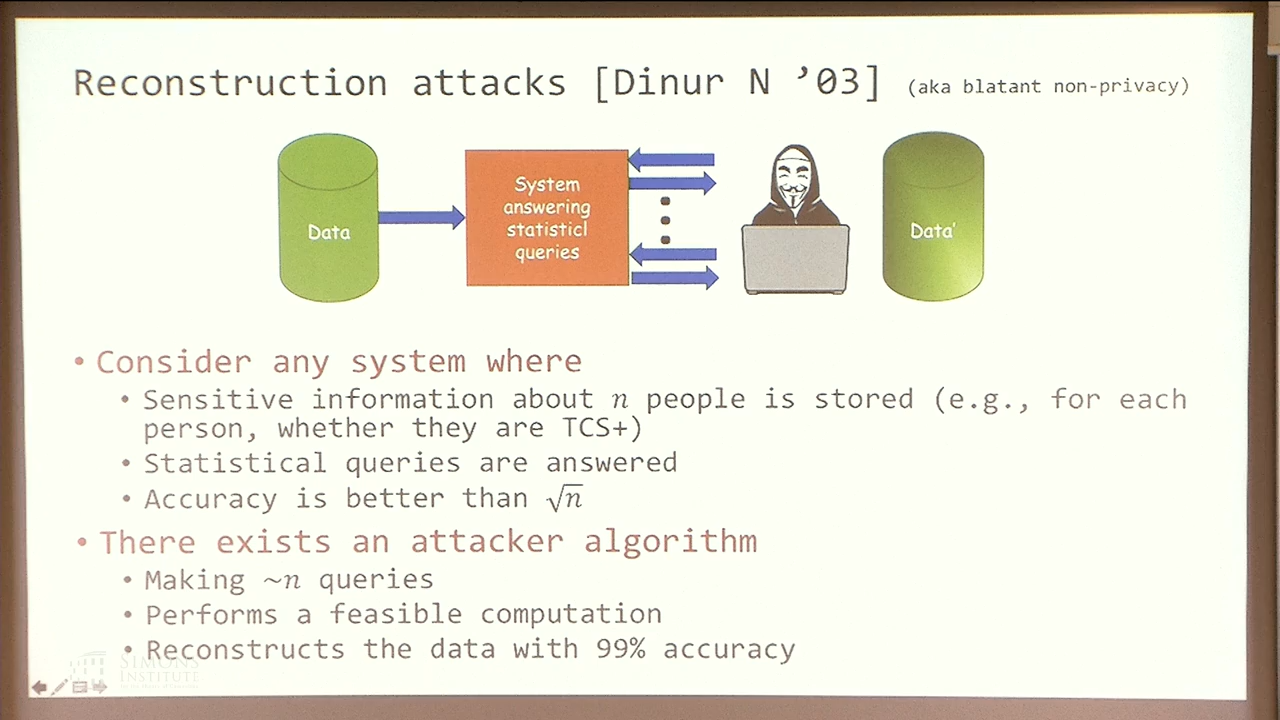 Reconstruction attacks [Dinur N ’03] (aka blatant non-privacy)
Data
System
answering
statisticl
queries
Data'
• Consider any system where
• Sensitive information about n people is stored (e.g., for each
person, whether they are TCS+)
• Statistical queries are answered
• Accuracy is better than √n
• There exists an attacker algorithm
• Making ~n queries
• Performs a feasible computation
• Reconstructs the data with 99% accuracy
SIMONS
INSTITUTE